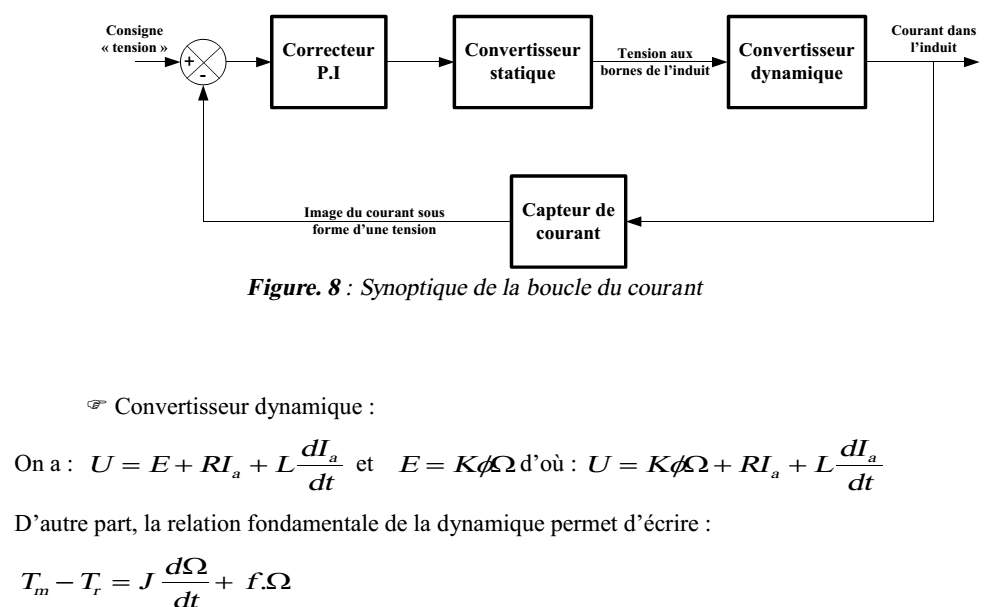 Consigne
« tension »
+
-
Correcteur
P.I
Convertisseur
statique
Tension aux
bornes de l'induit
Convertisseur
dynamique
Courant dans
l'induit
Image du courant sous
forme d'une tension
Capteur de
courant
Figure. 8 : Synoptique de la boucle du courant
☞ Convertisseur dynamique :
On a : U = E + RI_a + L dI_a/dt et E = KϕΩ d'où : U = KϕΩ + RI_a + L dI_a/dt
D'autre part, la relation fondamentale de la dynamique permet d'écrire :
T_m − T_r = J dΩ/dt + f.Ω